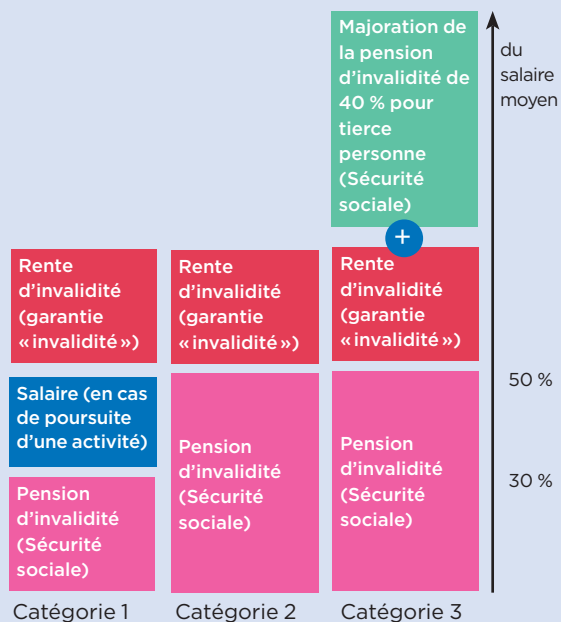 Majoration de
la pension
d'invalidité de
40 % pour
tierce
personne
(Sécurité
sociale)
du
salaire
moyen
+
Rente
d'invalidité
(garantie
«invalidité»)
Rente
d'invalidité
(garantie
«invalidité»)
Rente
d'invalidité
(garantie
«invalidité»)
Salaire (en cas
de poursuite
d'une activité)
Pension
d'invalidité
(Sécurité
sociale)
Pension
d'invalidité
(Sécurité
sociale)
Pension
d'invalidité
(Sécurité
sociale)
50 %
30 %
Catégorie 1
Catégorie 2
Catégorie 3